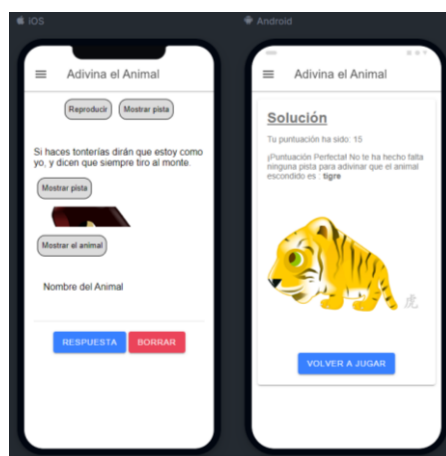 iOS
Adivina el Animal
Reproducir
Mostrar pista
Si haces tonterías dirán que estoy como
yo, y dicen que siempre tiro al monte.
Mostrar pista
Mostrar el animal
Nombre del Animal
RESPUESTA
BORRAR
Android
Adivina el Animal
Solución
Tu puntuación ha sido: 15
¡Puntuación Perfecta! No te ha hecho falta
ninguna pista para adivinar que el animal
escondido es : tigre
虎
VOLVER A JUGAR